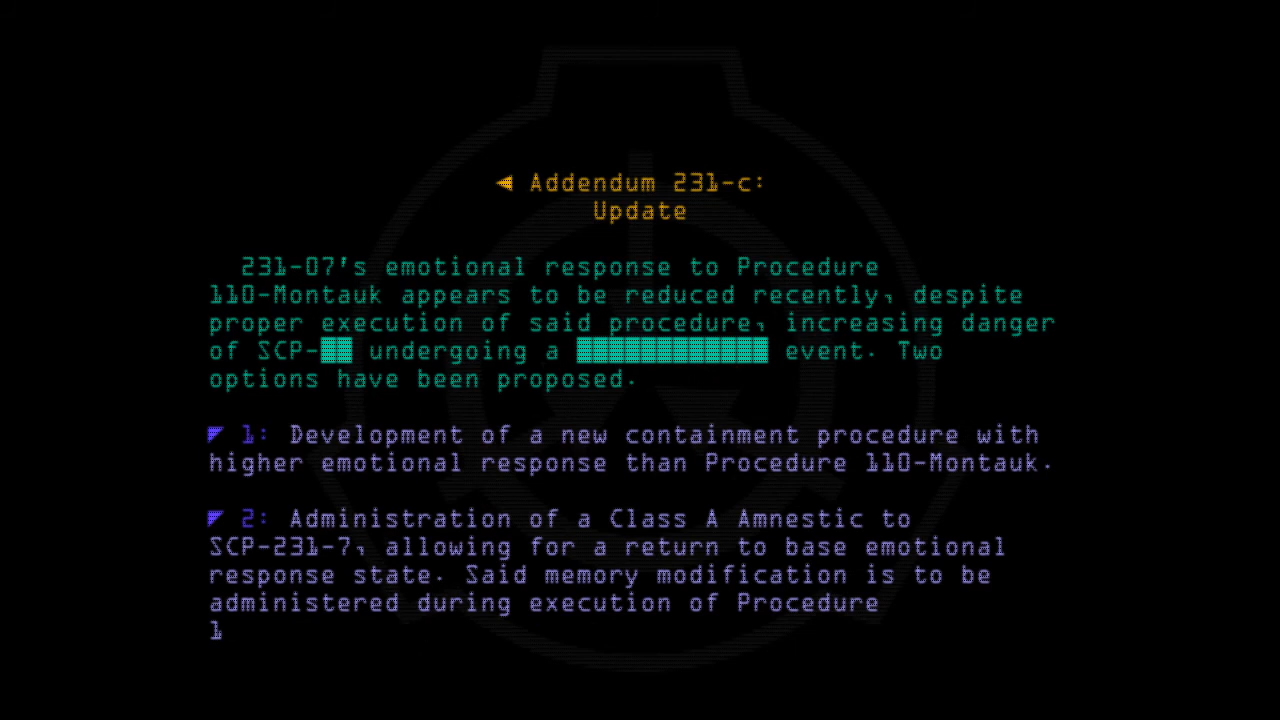 ◀ Addendum 231-c:
Update
231-07's emotional response to Procedure
110-Montauk appears to be reduced recently, despite
proper execution of said procedure, increasing danger
of SCP-██ undergoing a ████████████ event. Two
options have been proposed.
◤ 1: Development of a new containment procedure with
higher emotional response than Procedure 110-Montauk.
◤ 2: Administration of a Class A Amnestic to
SCP-231-7, allowing for a return to base emotional
response state. Said memory modification is to be
administered during execution of Procedure
1